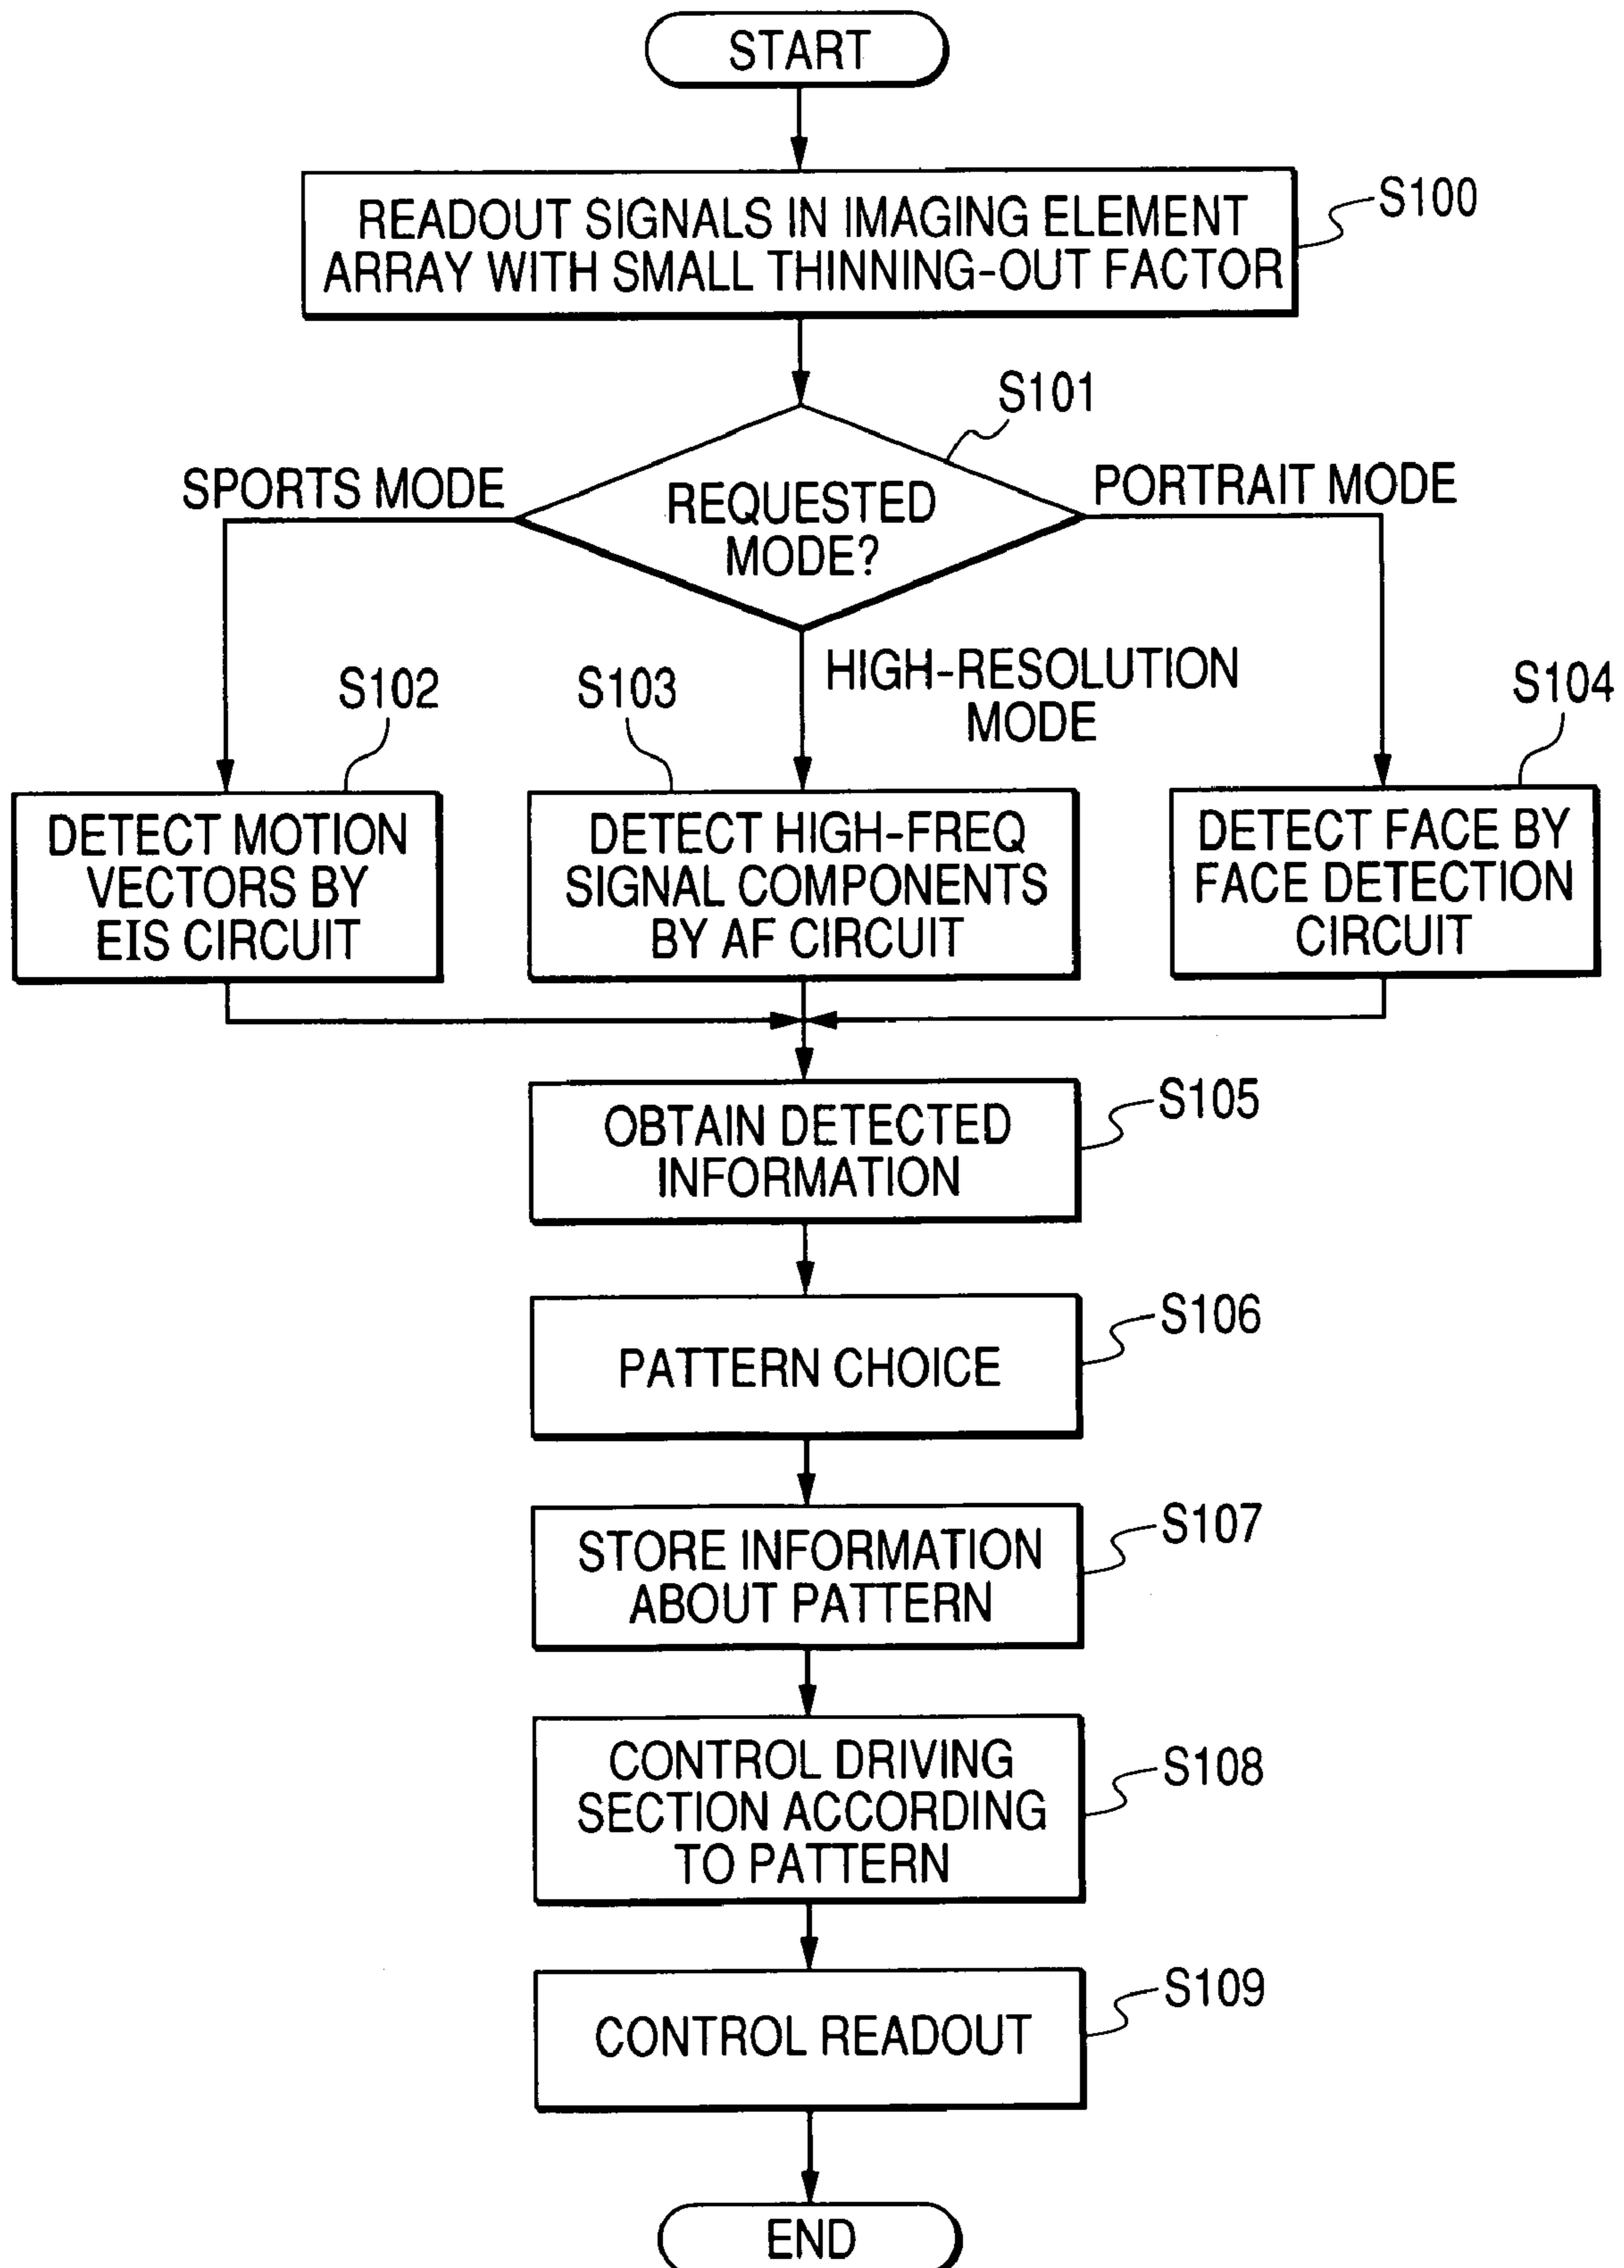 START
READOUT SIGNALS IN IMAGING ELEMENT
ARRAY WITH SMALL THINNING-OUT FACTOR
S100
S101
REQUESTED
MODE?
SPORTS MODE
PORTRAIT MODE
HIGH-RESOLUTION
MODE
S102
DETECT MOTION
VECTORS BY
EIS CIRCUIT
S103
DETECT HIGH-FREQ
SIGNAL COMPONENTS
BY AF CIRCUIT
S104
DETECT FACE BY
FACE DETECTION
CIRCUIT
S105
OBTAIN DETECTED
INFORMATION
S106
PATTERN CHOICE
S107
STORE INFORMATION
ABOUT PATTERN
S108
CONTROL DRIVING
SECTION ACCORDING
TO PATTERN
S109
CONTROL READOUT
END